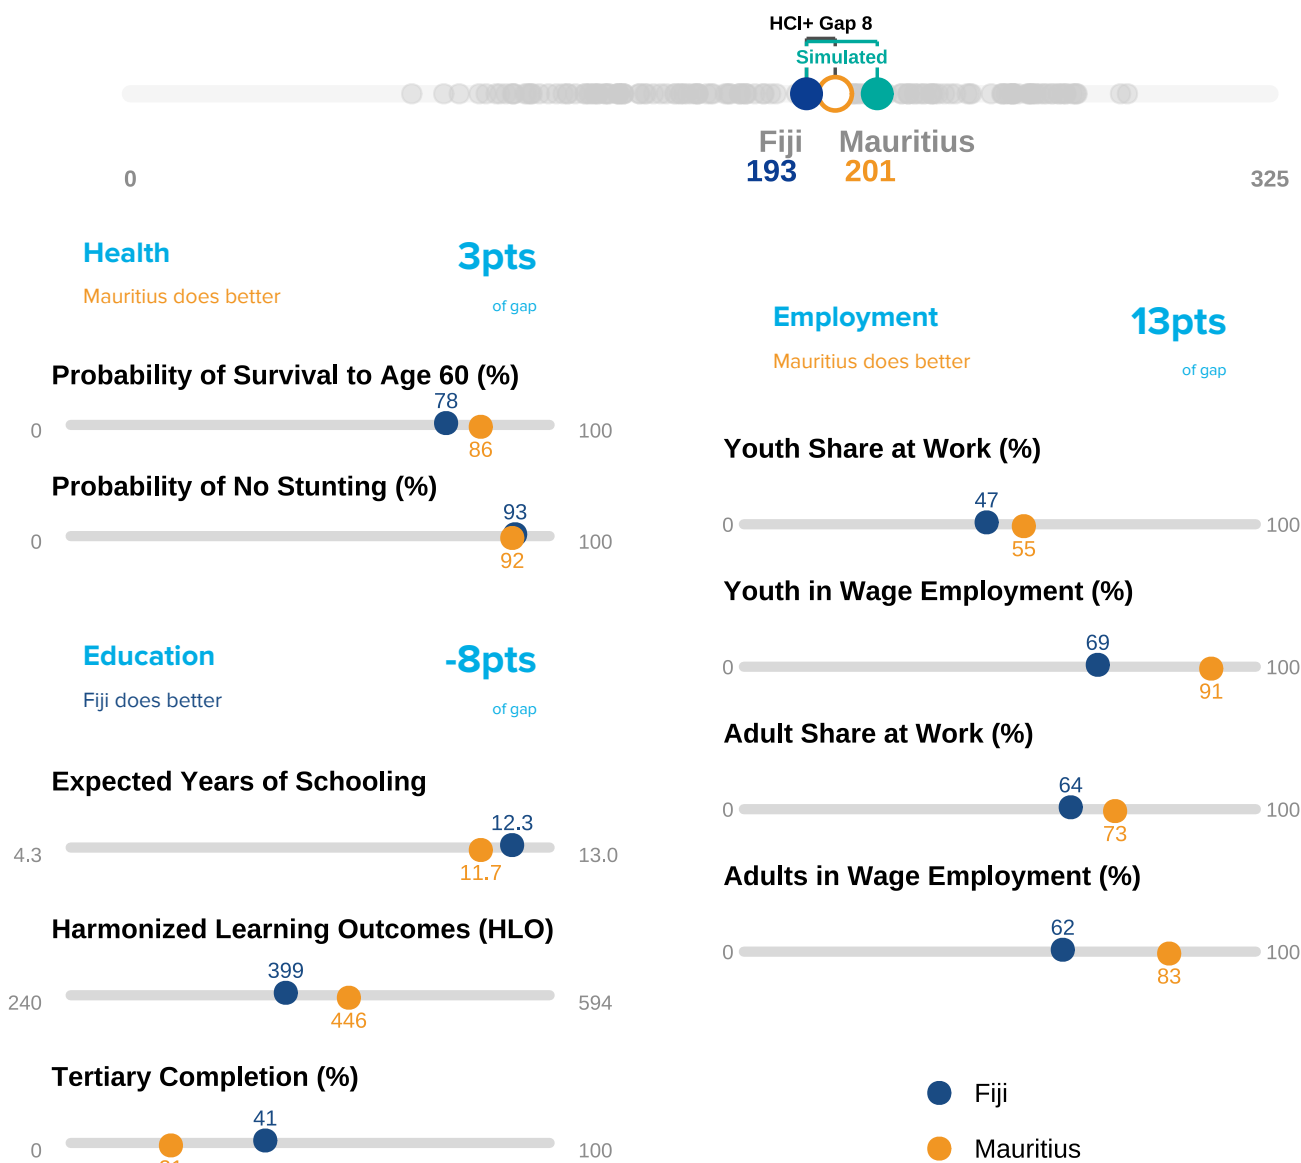 HCI+ Gap 8
Simulated
Fiji Mauritius
193 201
0 325
Health 3pts
Mauritius does better of gap
Probability of Survival to Age 60 (%)
78
0 100
86
Probability of No Stunting (%)
93
0 100
92
Education -8pts
Fiji does better of gap
Expected Years of Schooling
12.3
4.3 13.0
11.7
Harmonized Learning Outcomes (HLO)
399
240 594
446
Tertiary Completion (%)
41
0 100
Employment 13pts
Mauritius does better of gap
Youth Share at Work (%)
47
0 100
55
Youth in Wage Employment (%)
69
0 100
91
Adult Share at Work (%)
64
0 100
73
Adults in Wage Employment (%)
62
0 100
83
Fiji
Mauritius